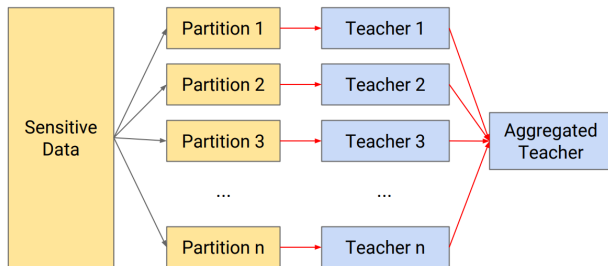 Sensitive
Data
Partition 1
Teacher 1
Partition 2
Teacher 2
Partition 3
Teacher 3
...
...
Partition n
Teacher n
Aggregated
Teacher